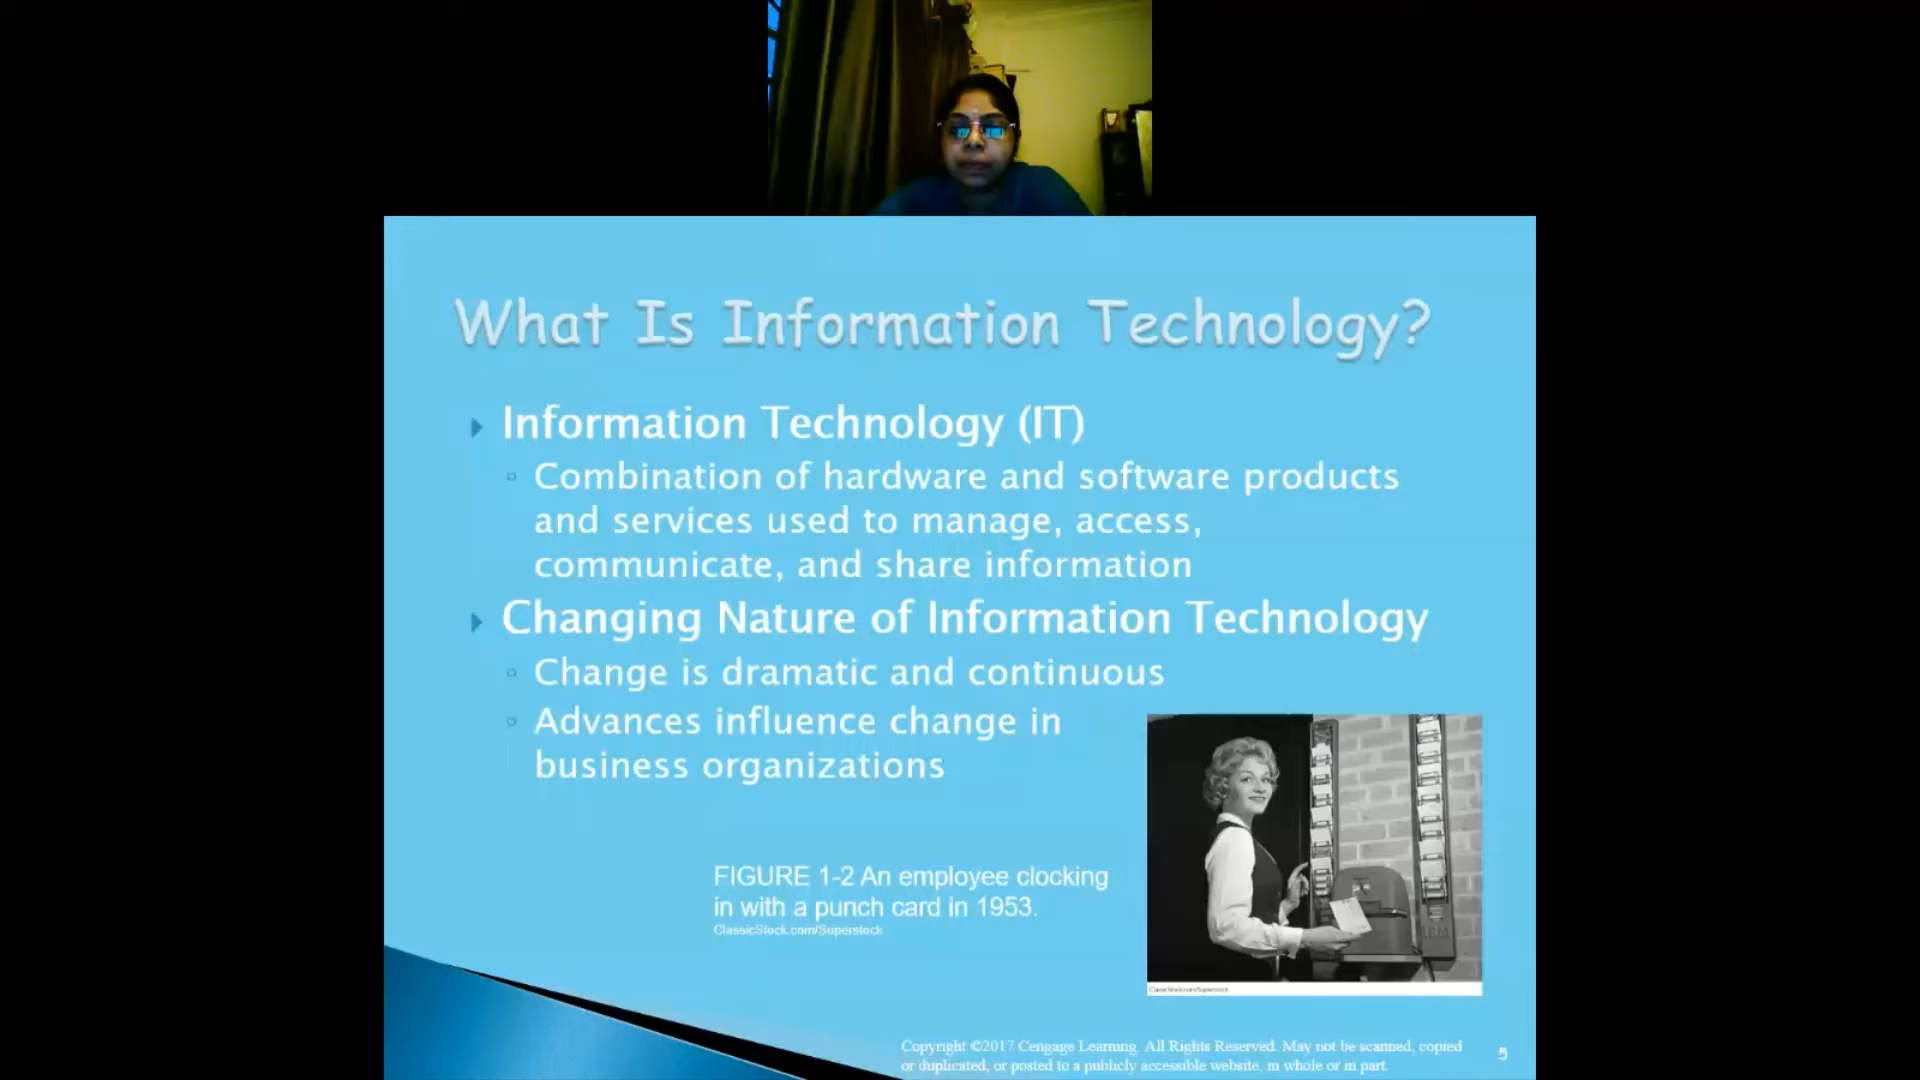 What Is Information Technology?
Information Technology (IT)
Combination of hardware and software products
and services used to manage, access,
communicate, and share information
Changing Nature of Information Technology
Change is dramatic and continuous
Advances influence change in
business organizations
FIGURE 1-2 An employee clocking
in with a punch card in 1953.
ClassicStock.com/Superstock
ClassicStock.com/Superstock
Copyright ©2017 Cengage Learning. All Rights Reserved. May not be scanned, copied
or duplicated, or posted to a publicly accessible website, in whole or in part.
5